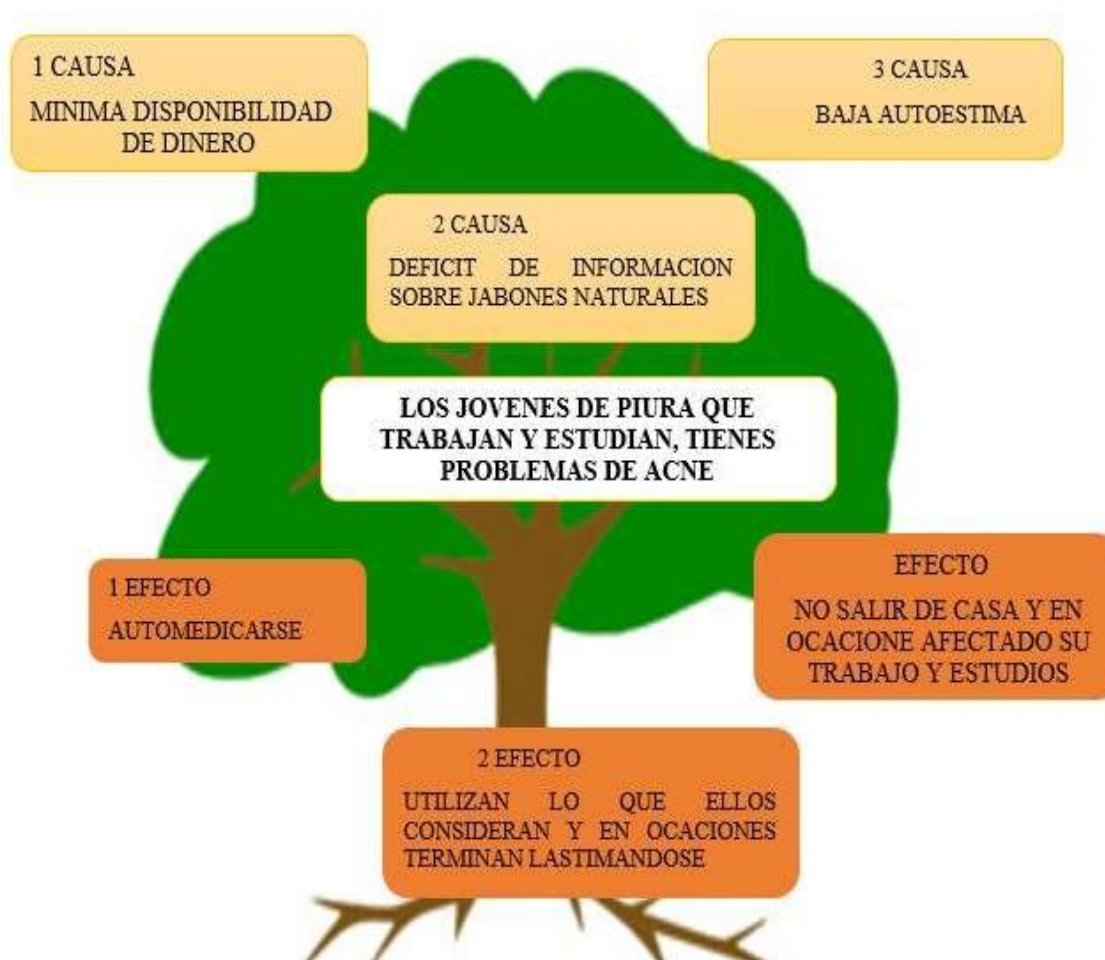 1 CAUSA
MINIMA DISPONIBILIDAD
DE DINERO
3 CAUSA
BAJA AUTOESTIMA
2 CAUSA
DEFICIT DE INFORMACION
SOBRE JABONES NATURALES
LOS JOVENES DE PIURA QUE
TRABAJAN Y ESTUDIAN, TIENES
PROBLEMAS DE ACNE
1 EFECTO
AUTOMEDICARSE
EFECTO
NO SALIR DE CASA Y EN
OCACIONE AFECTADO SU
TRABAJO Y ESTUDIOS
2 EFECTO
UTILIZAN LO QUE ELLOS
CONSIDERAN Y EN OCACIONES
TERMINAN LASTIMANDOSE